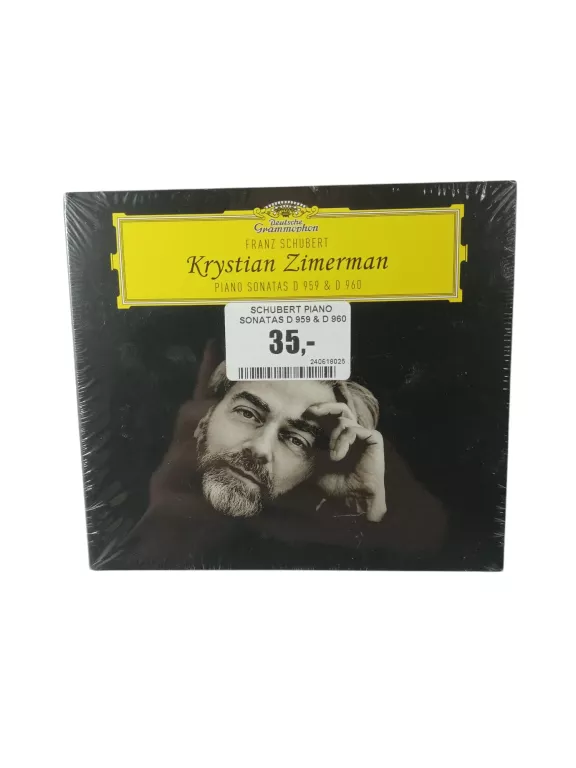 Deutsche
Grammophon
FRANZ SCHUBERT
Krystian Zimerman
PIANO SONATAS D 959 & D 960
SCHUBERT PIANO
SONATAS D 959 & D 960
35,-
240618025